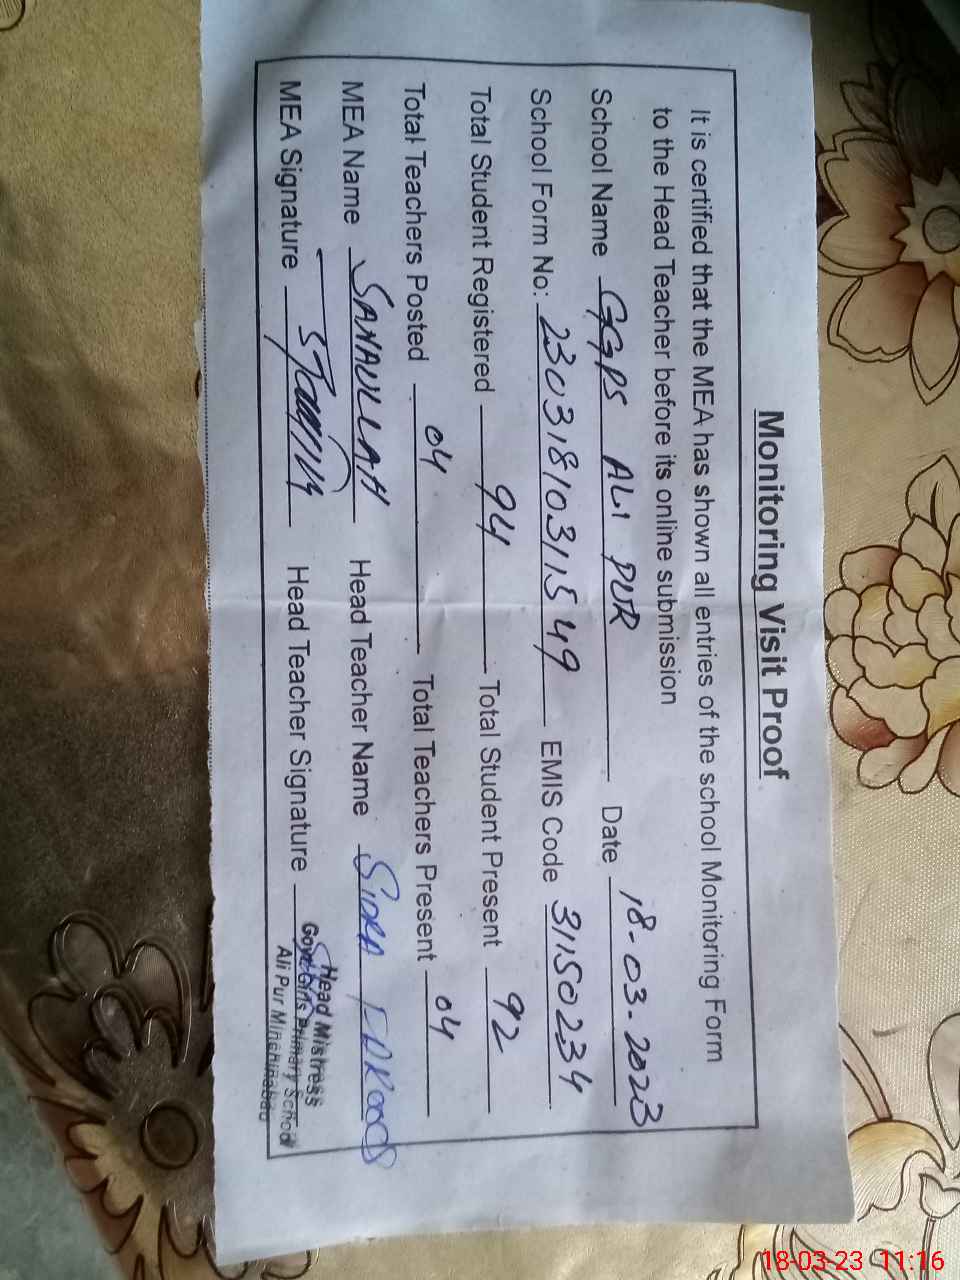 Monitoring Visit Proof
It is certified that the MEA has shown all entries of the school Monitoring Form
to the Head Teacher before its online submission
School Name GGPS ALI PUR Date 18-03-2023
School Form No: 23031810311549 EMIS Code 31150234
Total Student Registered 94 Total Student Present 92
Total Teachers Posted 04 Total Teachers Present 04
MEA Name SANAULLAH Head Teacher Name SIDRA
MEA Signature Head Teacher Signature
Head Mistress
Govt. Girls Primary School
Ali Pur Minchinabad
18-03-23 11:16